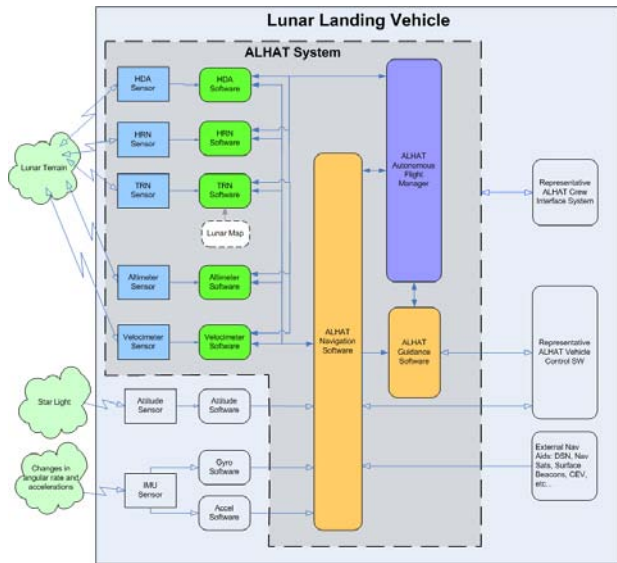 Lunar Landing Vehicle
ALHAT System
HDA
Sensor
HDA
Software
HRN
Sensor
HRN
Software
TRN
Sensor
TRN
Software
Lunar Map
Lunar Terrain
Altimeter
Sensor
Altimeter
Software
Velocimeter
Sensor
Velocimeter
Software
ALHAT
Autonomous
Flight
Manager
ALHAT
Navigation
Software
ALHAT
Guidance
Software
Representative
ALHAT Crew
Interface System
Representative
ALHAT Vehicle
Control SW
Star Light
Attitude
Sensor
Attitude
Software
Changes in
angular rate and
accelerations
IMU
Sensor
Gyro
Software
Accel
Software
External Nav
Aids: DSN, Nav
Sats, Surface
Beacons, CEV,
etc...